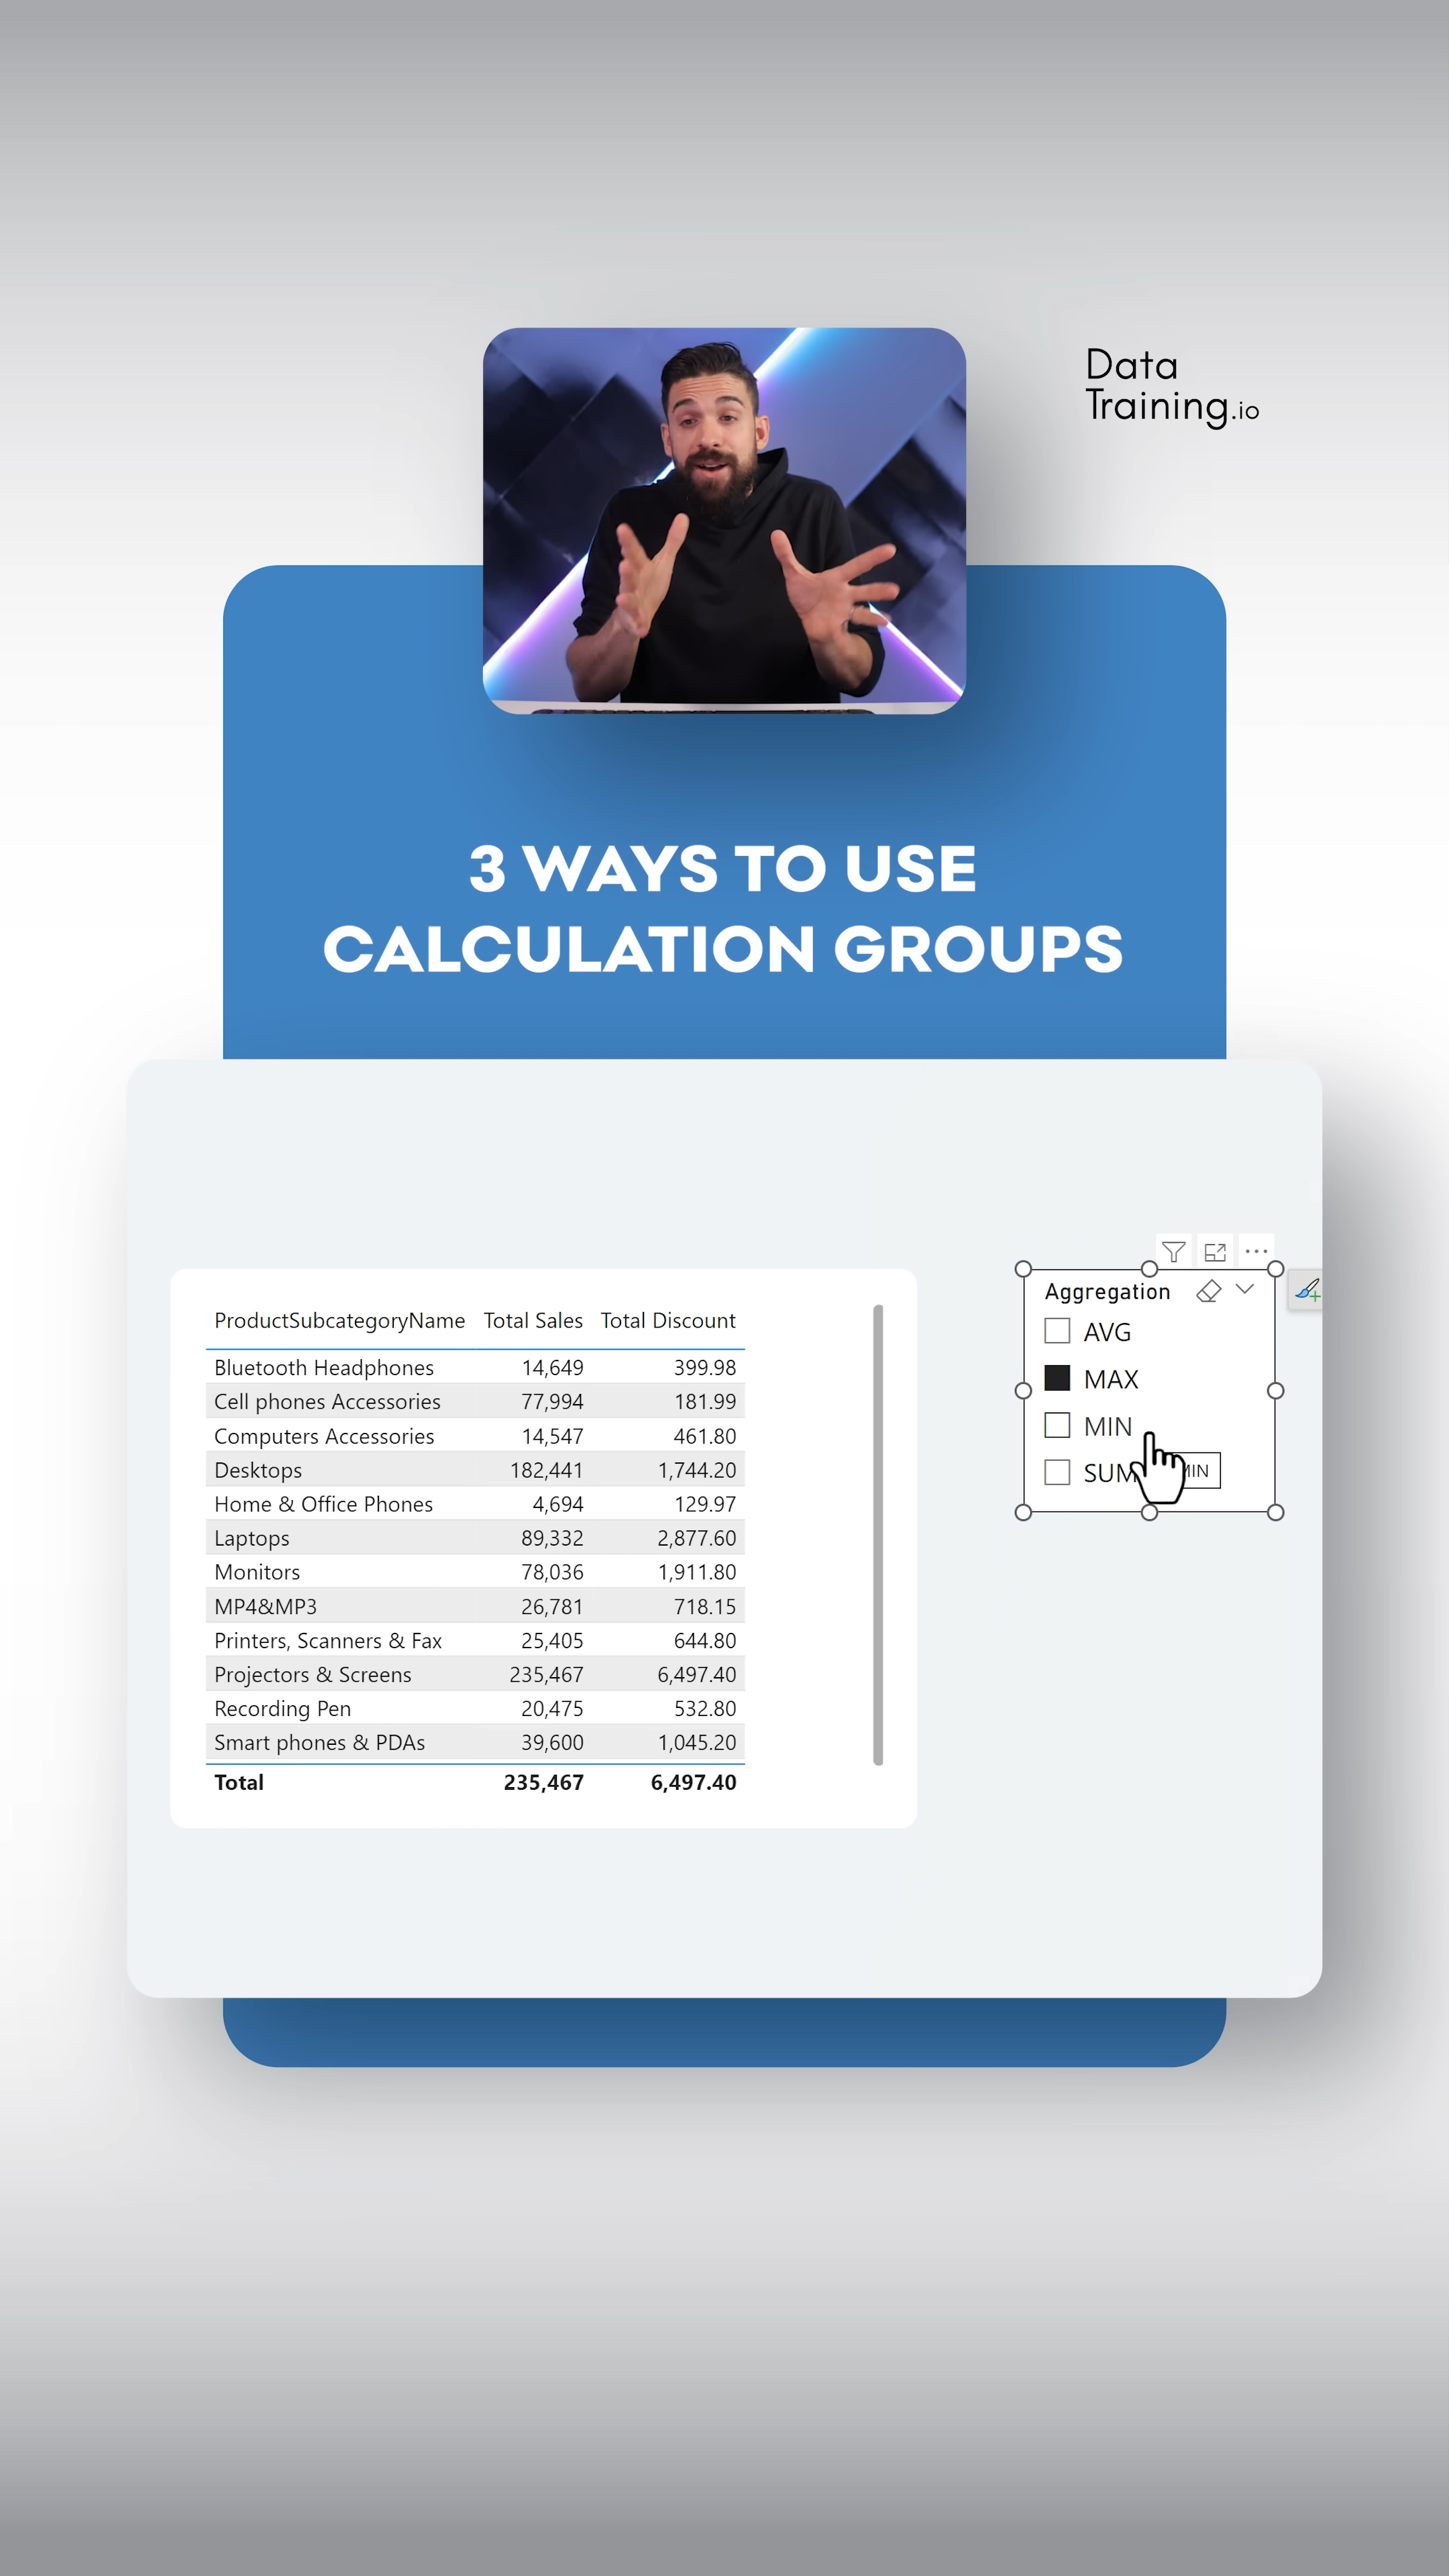 Data
Training.io
3 WAYS TO USE
CALCULATION GROUPS
ProductSubcategoryName Total Sales Total Discount
Bluetooth Headphones 14,649 399.98
Cell phones Accessories 77,994 181.99
Computers Accessories 14,547 461.80
Desktops 182,441 1,744.20
Home & Office Phones 4,694 129.97
Laptops 89,332 2,877.60
Monitors 78,036 1,911.80
MP4&MP3 26,781 718.15
Printers, Scanners & Fax 25,405 644.80
Projectors & Screens 235,467 6,497.40
Recording Pen 20,475 532.80
Smart phones & PDAs 39,600 1,045.20
Total 235,467 6,497.40
Aggregation
AVG
MAX
MIN
SUM
MIN